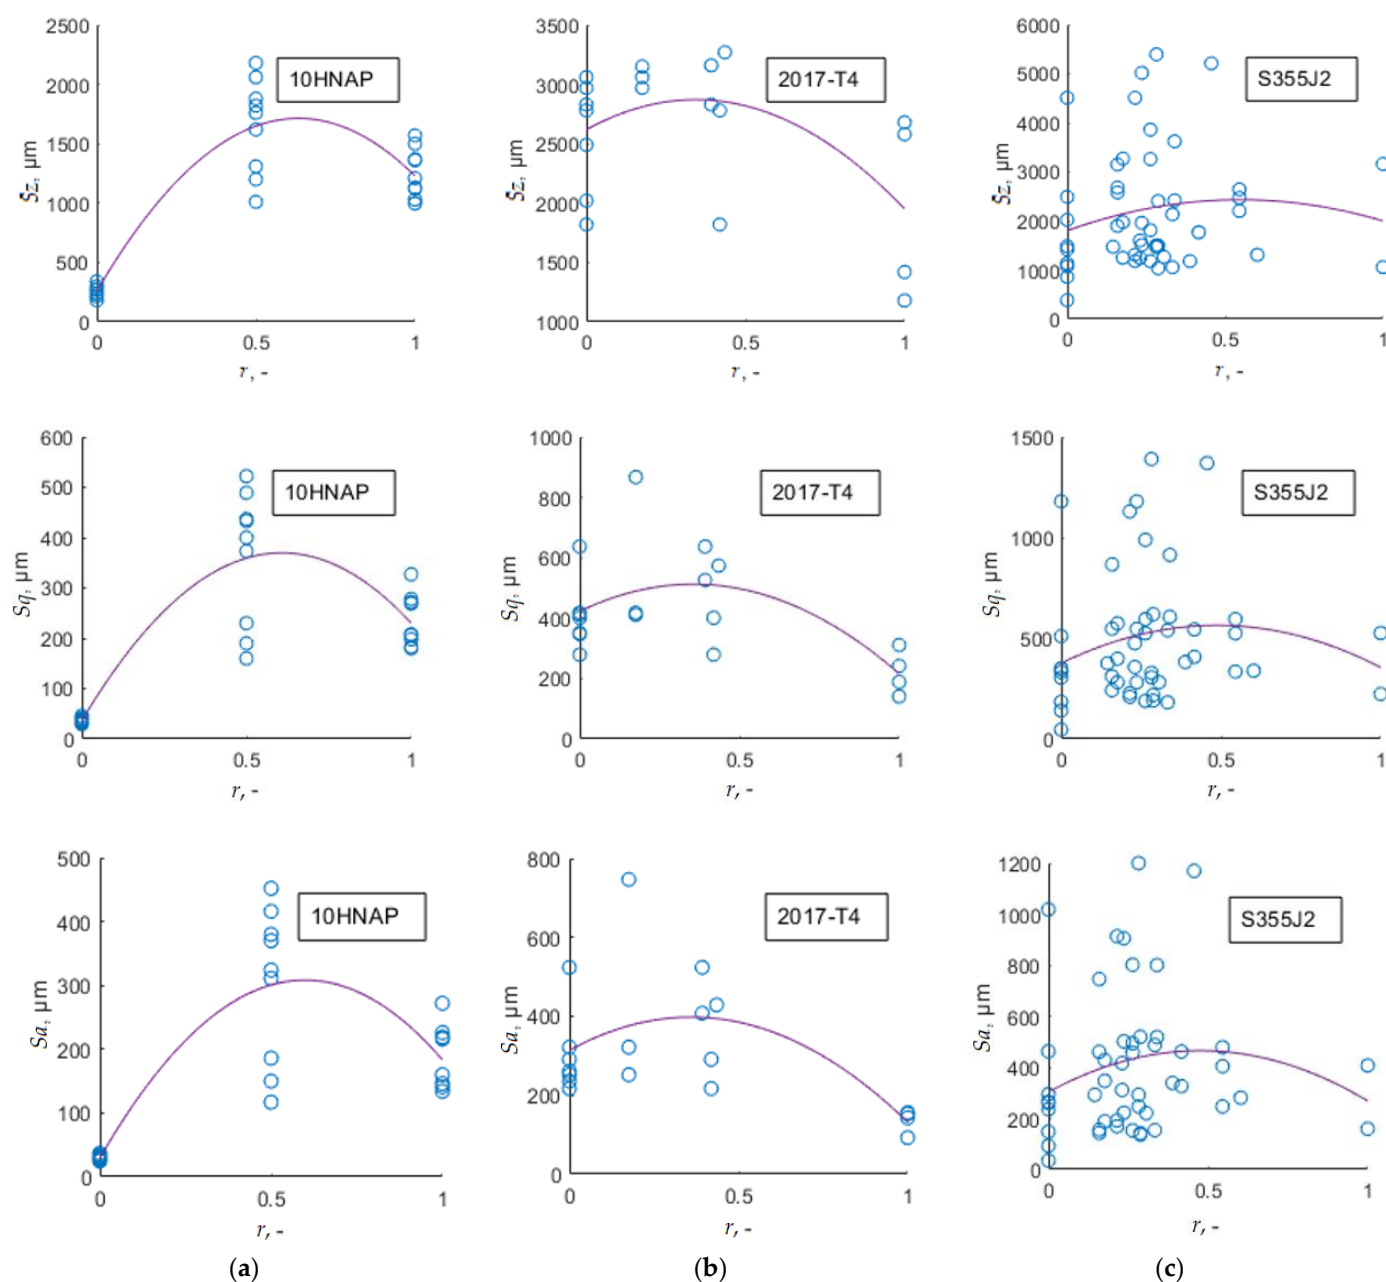 2500
2000
1500
1000
500
0
0
0.5
1
Sz, µm
r, -
10HNAP
3500
3000
2500
2000
1500
1000
0
0.5
1
Sz, µm
r, -
2017-T4
6000
5000
4000
3000
2000
1000
0
0
0.5
1
Sz, µm
r, -
S355J2
600
500
400
300
200
100
0
0
0.5
1
Sq, µm
r, -
10HNAP
1000
800
600
400
200
0
0
0.5
1
Sq, µm
r, -
2017-T4
1500
1000
500
0
0
0.5
1
Sq, µm
r, -
S355J2
500
400
300
200
100
0
0
0.5
1
Sa, µm
r, -
10HNAP
800
600
400
200
0
0
0.5
1
Sa, µm
r, -
2017-T4
1200
1000
800
600
400
200
0
0
0.5
1
Sa, µm
r, -
S355J2
(a)
(b)
(c)